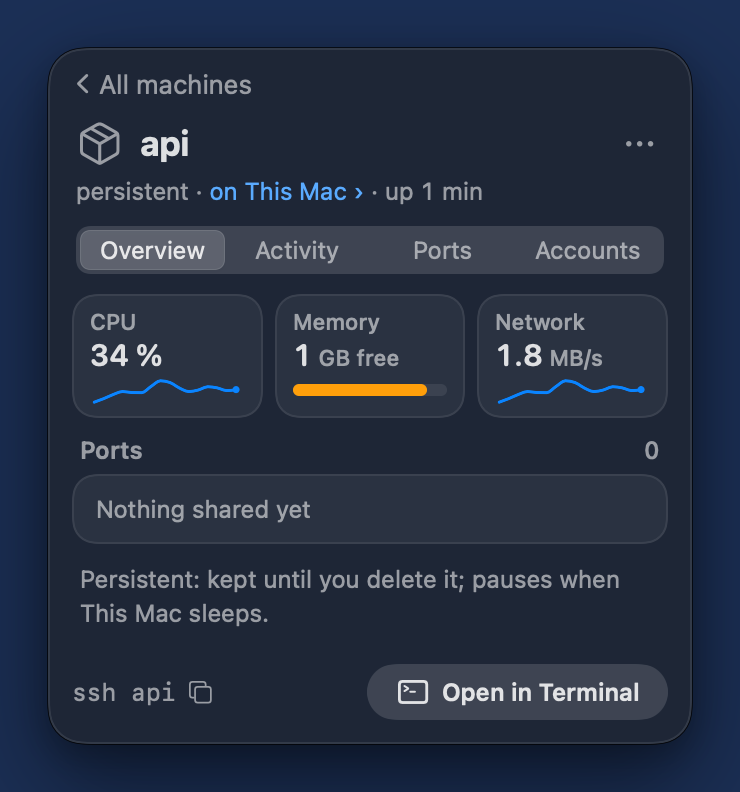 All machines
api
persistent · on This Mac › · up 1 min
Overview Activity Ports Accounts
CPU Memory Network
34 % 1 GB free 1.8 MB/s
Ports 0
Nothing shared yet
Persistent: kept until you delete it; pauses when
This Mac sleeps.
ssh api Open in Terminal